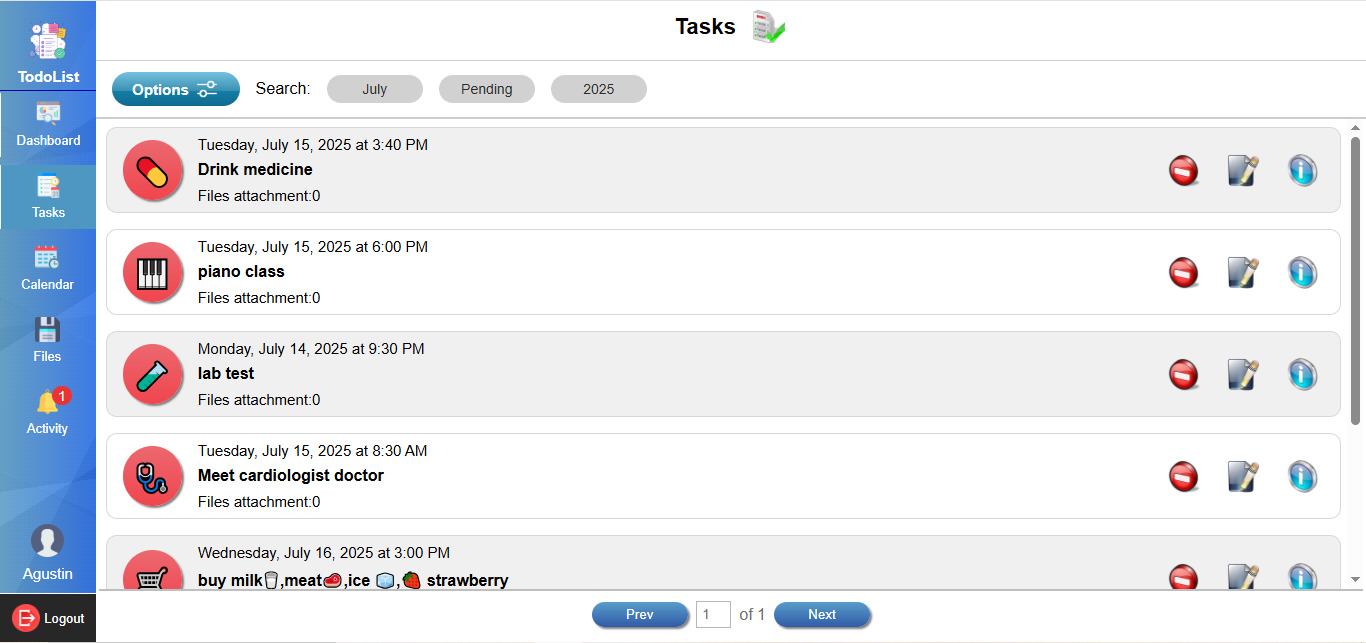 Tasks
TodoList
Options
Search:
July
Pending
2025
Dashboard
Tasks
Calendar
Files
1
Activity
Agustin
Logout
Tuesday, July 15, 2025 at 3:40 PM
Drink medicine
Files attachment:0
Tuesday, July 15, 2025 at 6:00 PM
piano class
Files attachment:0
Monday, July 14, 2025 at 9:30 PM
lab test
Files attachment:0
Tuesday, July 15, 2025 at 8:30 AM
Meet cardiologist doctor
Files attachment:0
Wednesday, July 16, 2025 at 3:00 PM
buy milk🥛,meat🥩,ice 🧊,🍓 strawberry
Prev 1 of 1 Next